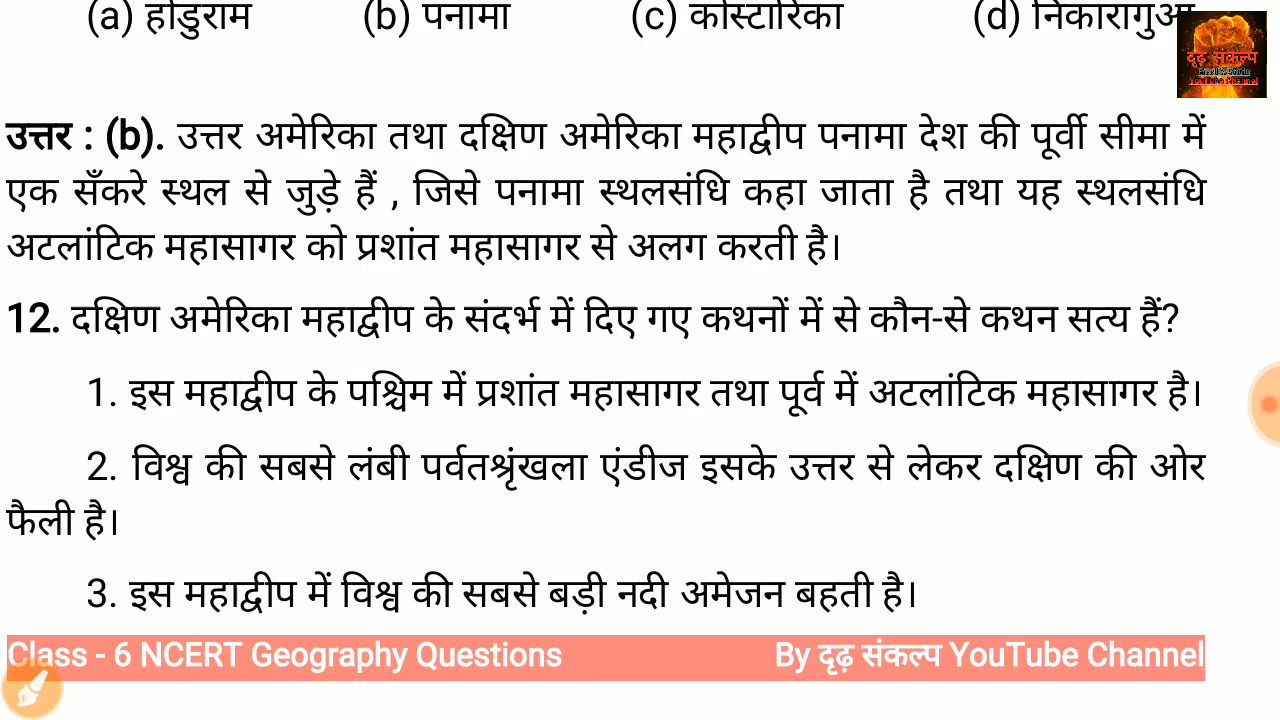 (a) होंडुराम (b) पनामा (c) कोस्टारिका (d) निकारागुआ
दृढ़ संकल्प
उत्तर : (b). उत्तर अमेरिका तथा दक्षिण अमेरिका महाद्वीप पनामा देश की पूर्वी सीमा में
एक सँकरे स्थल से जुड़े हैं , जिसे पनामा स्थलसंधि कहा जाता है तथा यह स्थलसंधि
अटलांटिक महासागर को प्रशांत महासागर से अलग करती है।
12. दक्षिण अमेरिका महाद्वीप के संदर्भ में दिए गए कथनों में से कौन-से कथन सत्य हैं?
1. इस महाद्वीप के पश्चिम में प्रशांत महासागर तथा पूर्व में अटलांटिक महासागर है।
2. विश्व की सबसे लंबी पर्वतश्रृंखला एंडीज इसके उत्तर से लेकर दक्षिण की ओर
फैली है।
3. इस महाद्वीप में विश्व की सबसे बड़ी नदी अमेजन बहती है।
Class - 6 NCERT Geography Questions By दृढ़ संकल्प YouTube Channel